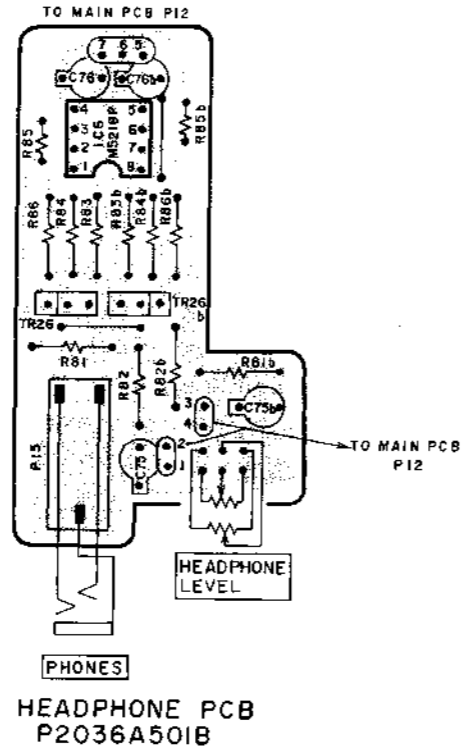 TO MAIN PCB P12
7 6 5
C76 C76b
4 5
3 6
2 7
1 8
IC6
M5218P
R85
R85b
R86
R84
R83
R83b
R84b
R86b
TR26
TR26
b
R81
R82
R82b
R81b
P.15
3
4
C75b
2
1
C75
TO MAIN PCB
P12
HEADPHONE
LEVEL
PHONES
HEADPHONE PCB
P2036A501B